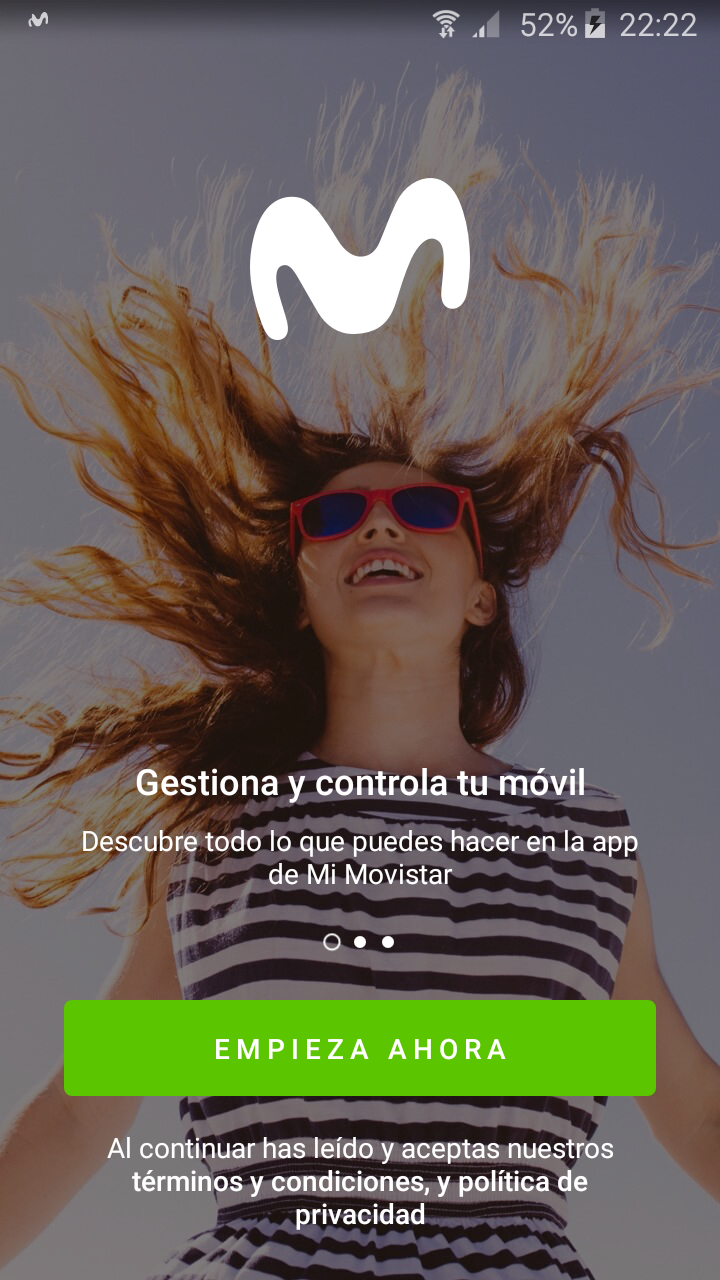 52% 22:22
Gestiona y controla tu móvil
Descubre todo lo que puedes hacer en la app
de Mi Movistar
EMPIEZA AHORA
Al continuar has leído y aceptas nuestros
términos y condiciones, y política de
privacidad